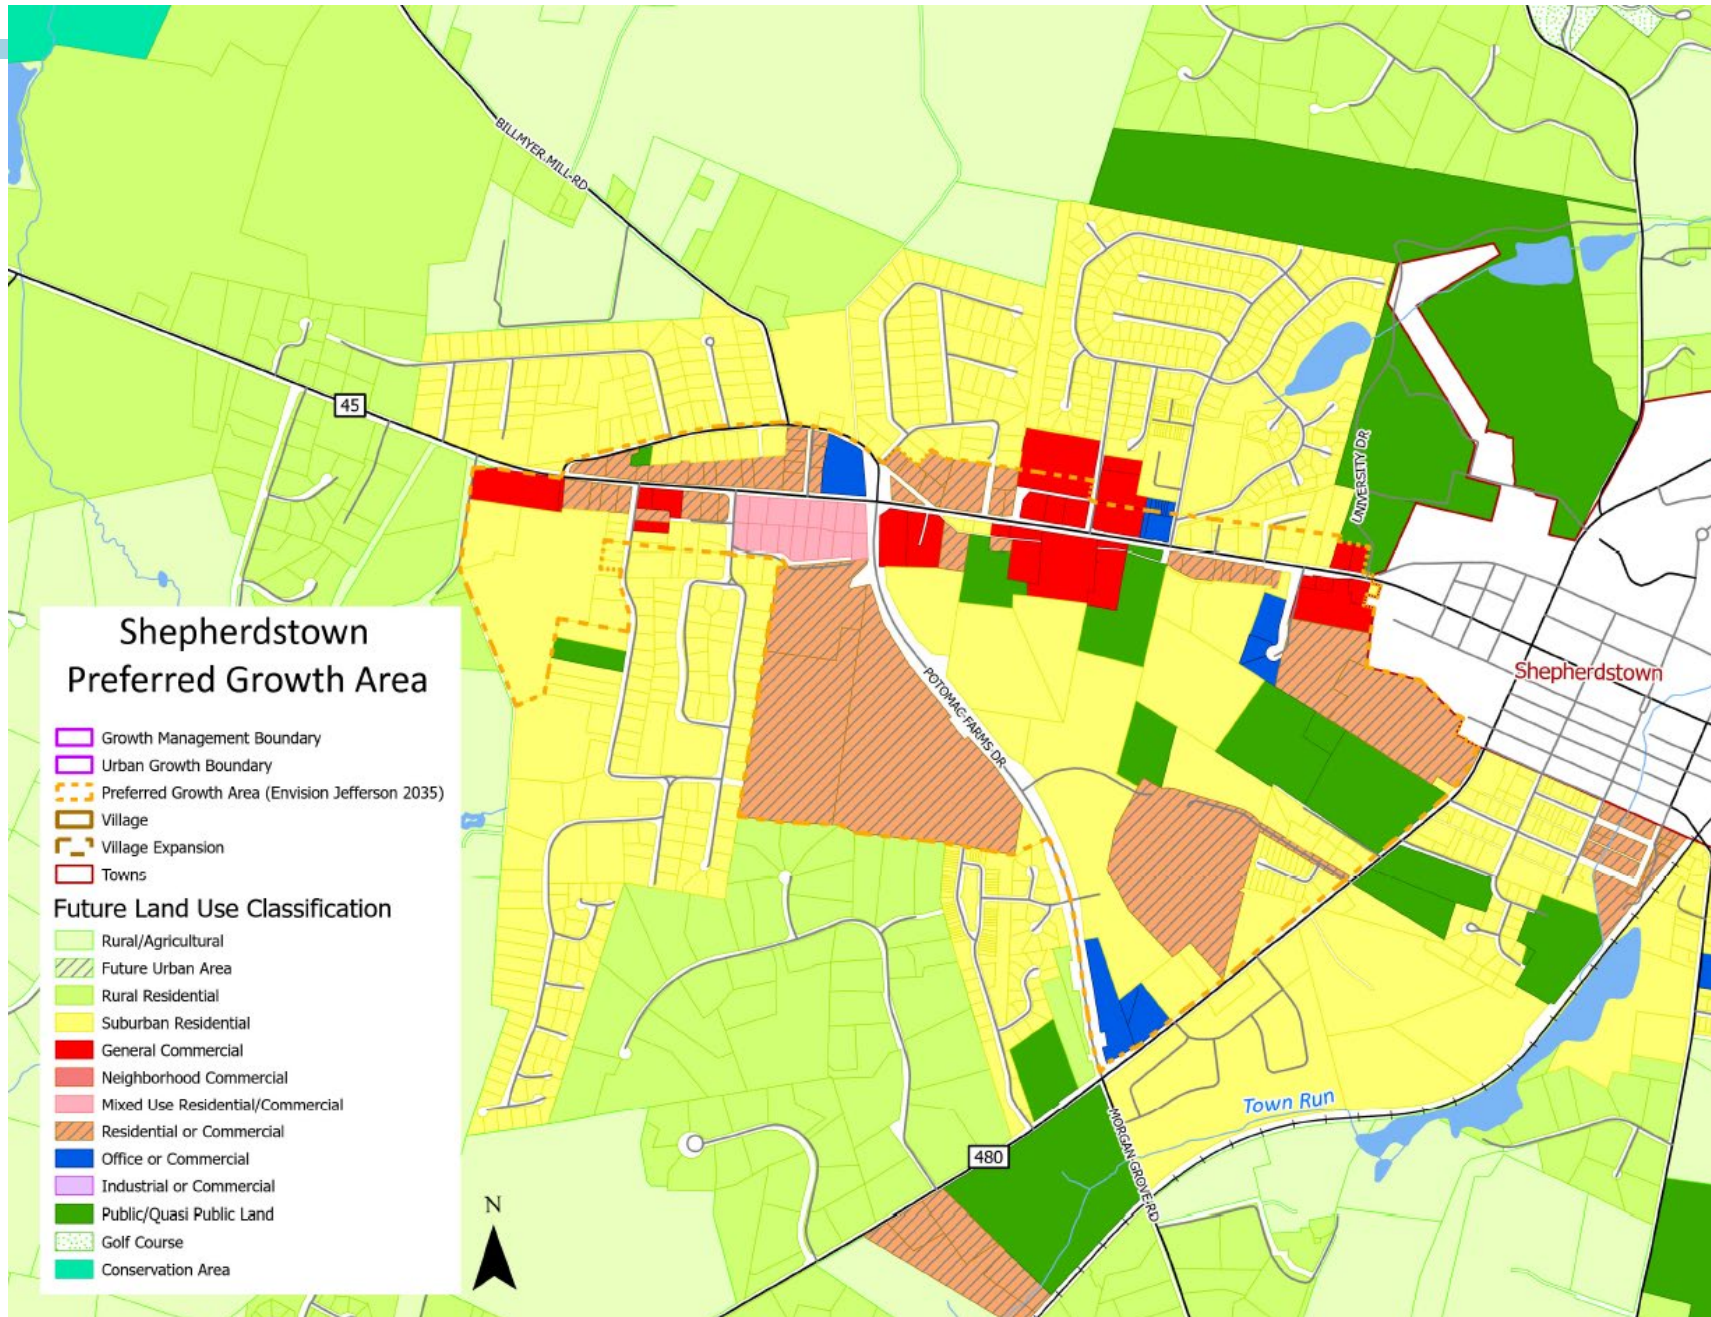 BILLMYER MILL RD
45
UNIVERSITY DR
Shepherdstown
Preferred Growth Area
Shepherdstown
POTOMAC FARMS DR
Growth Management Boundary
Urban Growth Boundary
Preferred Growth Area (Envision Jefferson 2035)
Village
Village Expansion
Towns
Future Land Use Classification
Rural/Agricultural
Future Urban Area
Rural Residential
Suburban Residential
General Commercial
Neighborhood Commercial
Mixed Use Residential/Commercial
Residential or Commercial
Office or Commercial
Industrial or Commercial
Public/Quasi Public Land
Golf Course
Conservation Area
Town Run
MORGAN GROVE RD
480
N